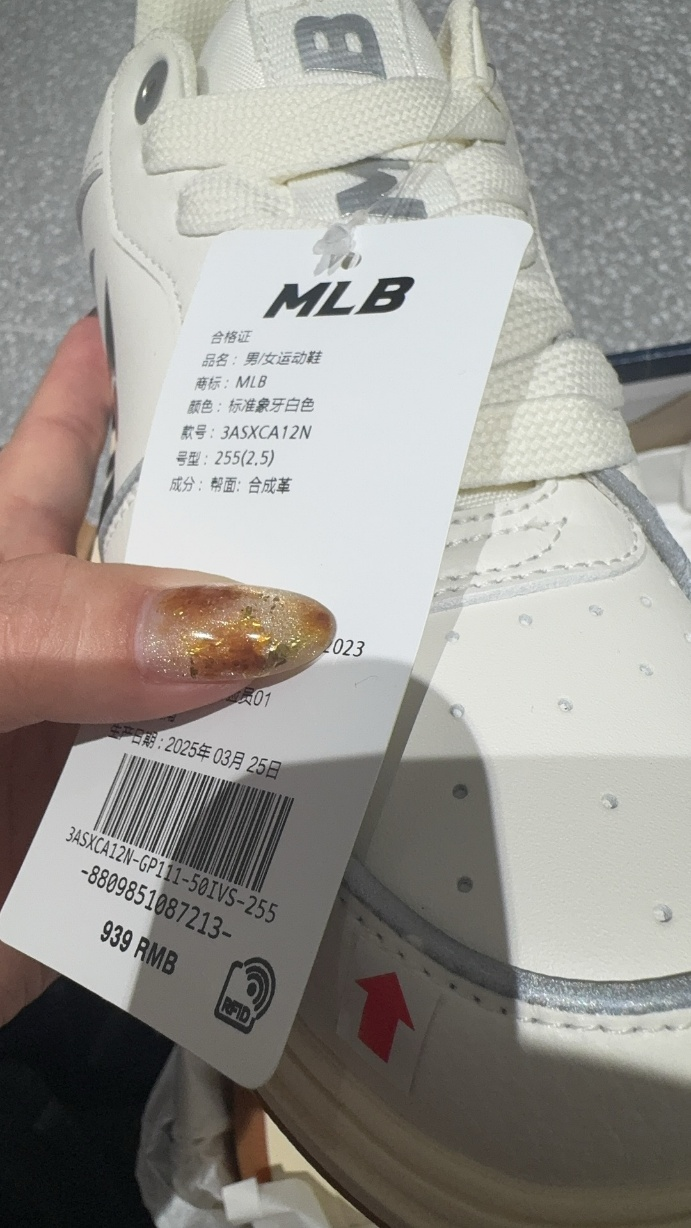 B
M
MLB
合格证
品名：男/女运动鞋
商标：MLB
颜色：标准象牙白色
款号：3ASXCA12N
号型：255(2.5)
成分：帮面: 合成革
2023
员01
生产日期：2025年 03月 25日
3ASXCA12N-GP111-50IVS-255
-8809851087213-
939 RMB
RFID